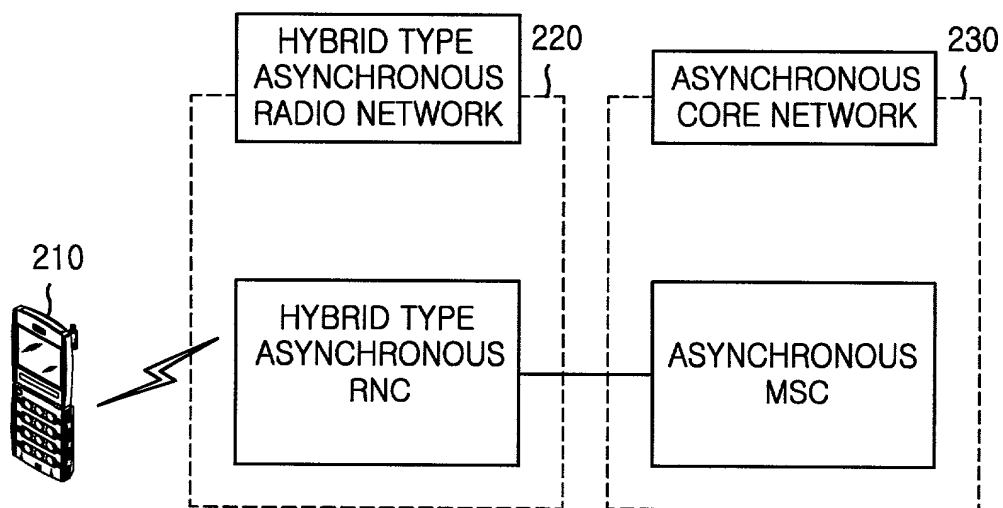 HYBRID TYPE
ASYNCHRONOUS
RADIO NETWORK
220
ASYNCHRONOUS
CORE NETWORK
230
210
HYBRID TYPE
ASYNCHRONOUS
RNC
ASYNCHRONOUS
MSC